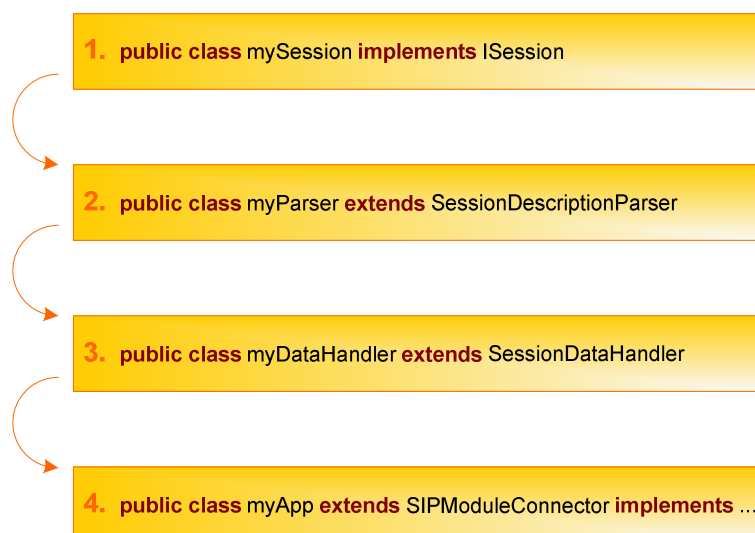 1. public class mySession implements ISession
2. public class myParser extends SessionDescriptionParser
3. public class myDataHandler extends SessionDataHandler
4. public class myApp extends SIPModuleConnector implements ...